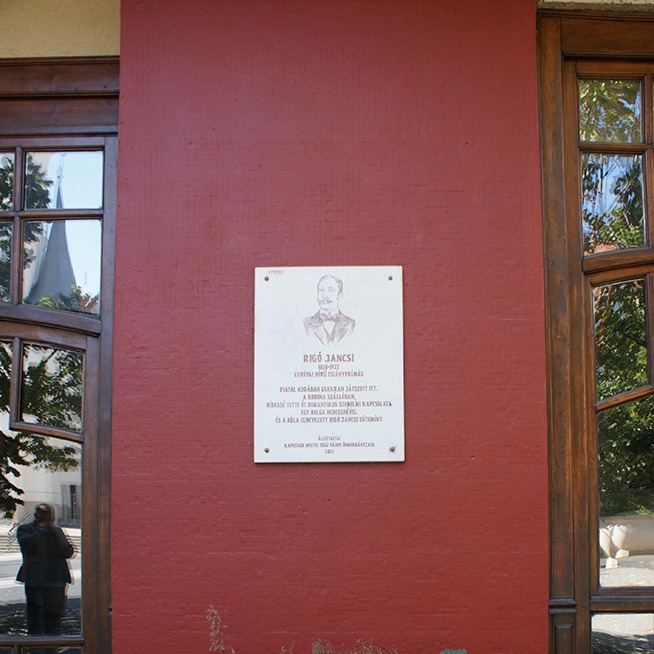 RIGÓ JANCSI
1858-1927
EURÓPAI HÍRŰ CIGÁNYPRÍMÁS
FIATAL KORÁBAN GYAKRAN JÁTSZOTT ITT,
A KORONA SZÁLLÓBAN.
HÍRESSÉ TETTE ŐT ROMANTIKUS SZERELMI KAPCSOLATA
EGY BELGA HERCEGNŐVEL
ÉS A RÓLA ELNEVEZETT RIGÓ JANCSI SÜTEMÉNY.
ÁLLÍTTATTA:
KAPOSVÁR MEGYEI JOGÚ VÁROS ÖNKORMÁNYZATA